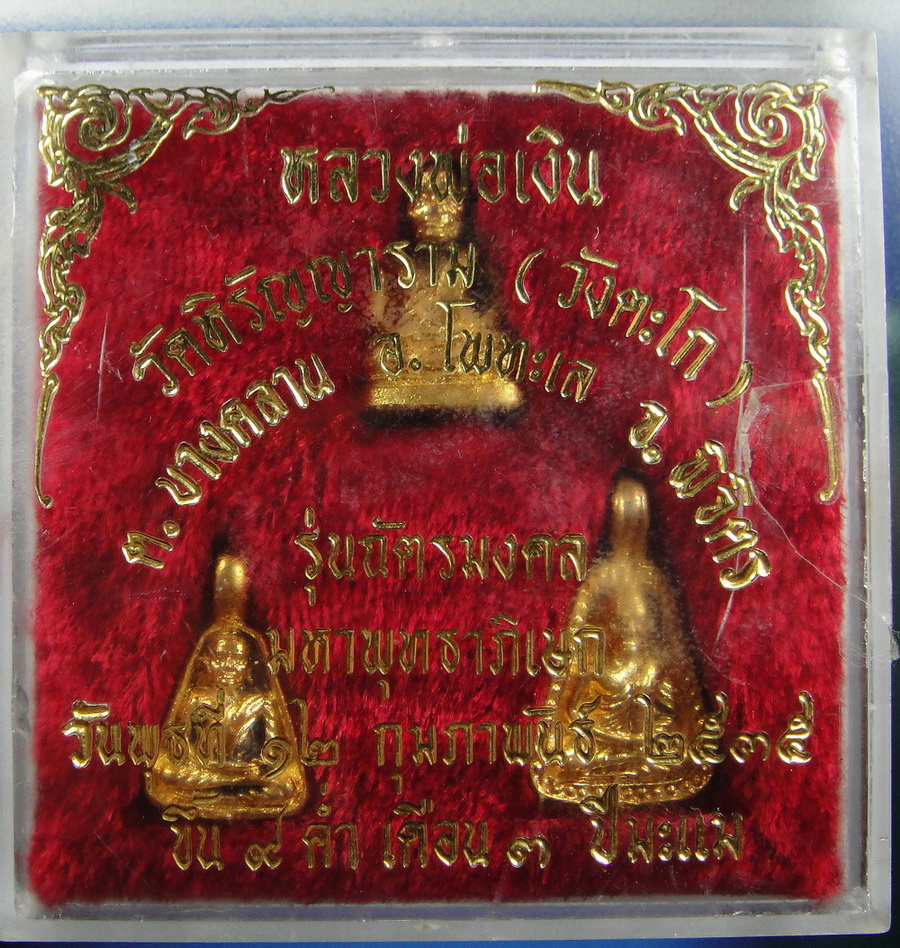 หลวงพ่อเงิน
วัดหิรัญญาราม (วังตะโก)
ต. บางคลาน อ. โพทะเล จ. พิจิตร
รุ่นฉัตรมงคล
มหาพุทธาภิเษก
วันพุธที่ ๑๒ กุมภาพันธ์ ๒๕๓๕
ขึ้น ๙ ค่ำ เดือน ๓ ปีมะแม